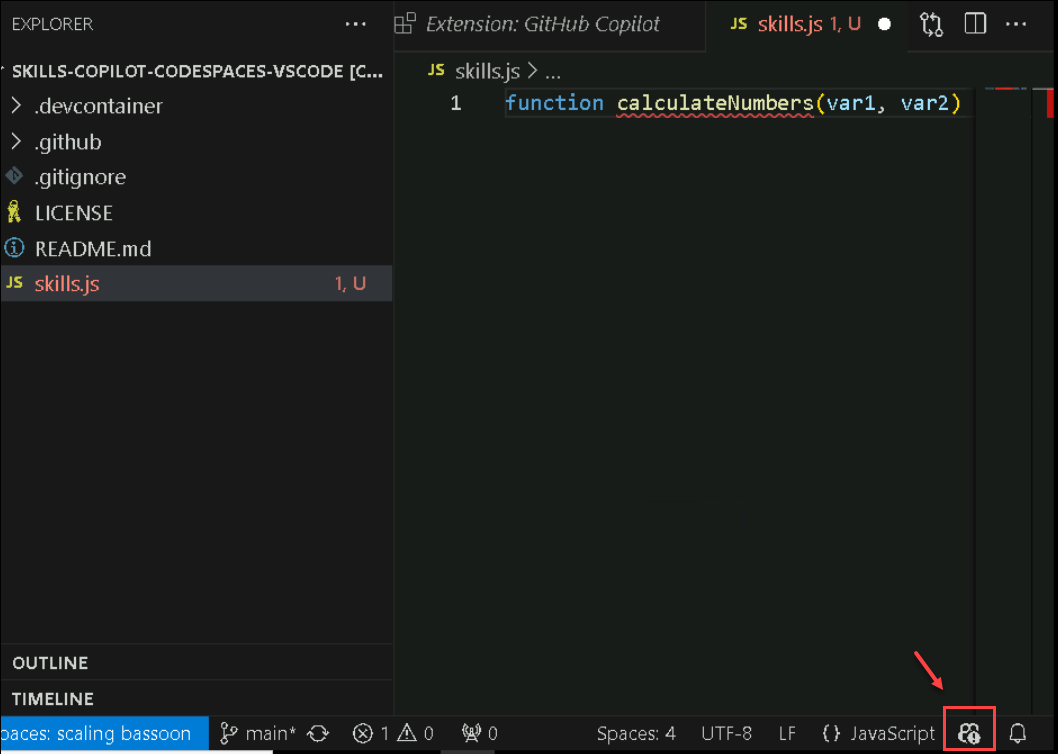 EXPLORER
Extension: GitHub Copilot
JS skills.js 1, U
SKILLS-COPILOT-CODESPACES-VSCODE [C...
JS skills.js > ...
1 function calculateNumbers(var1, var2)
.devcontainer
.github
.gitignore
LICENSE
README.md
JS skills.js 1, U
OUTLINE
TIMELINE
paces: scaling bassoon main* 1 0 0 Spaces: 4 UTF-8 LF {} JavaScript